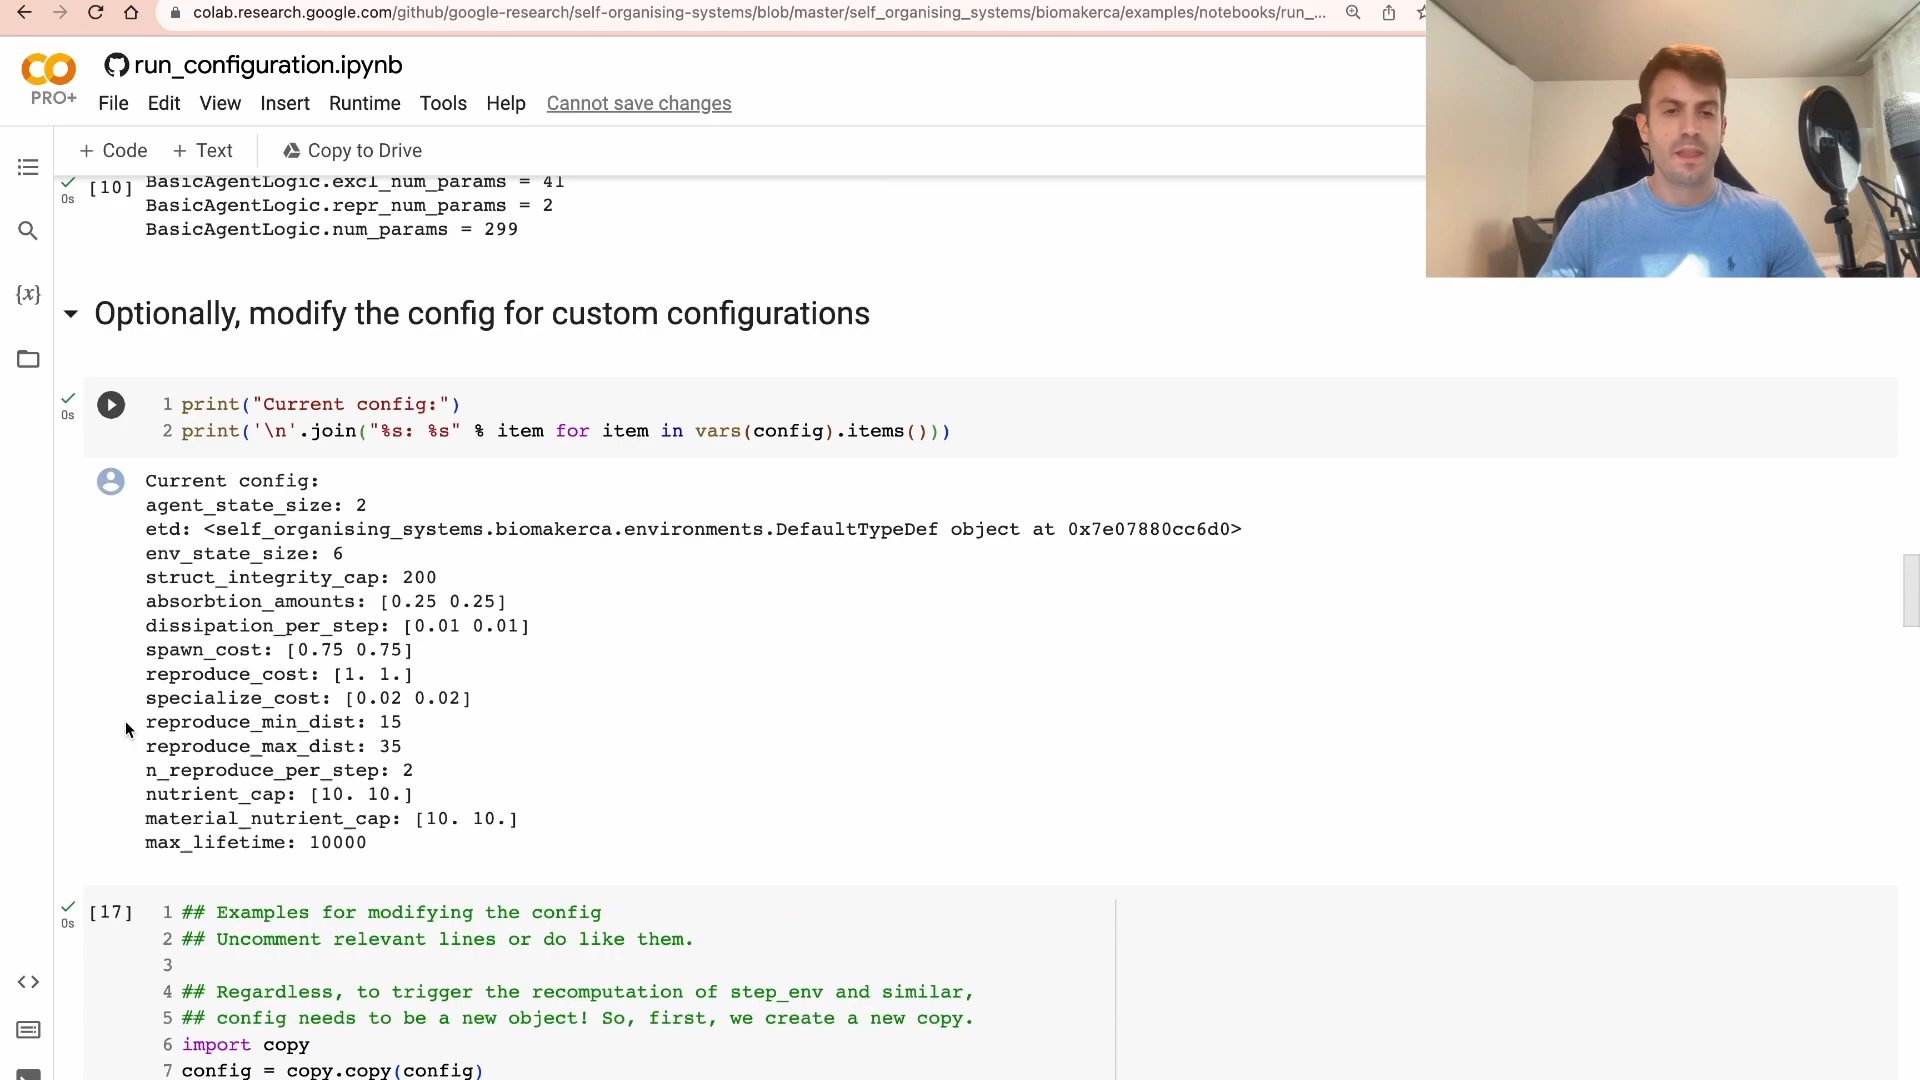 colab.research.google.com/github/google-research/self-organising-systems/blob/master/self_organising_systems/biomakerca/examples/notebooks/run_...
run_configuration.ipynb
PRO+
File Edit View Insert Runtime Tools Help Cannot save changes
+ Code + Text Copy to Drive
0s [10] BasicAgentLogic.excl_num_params = 41
BasicAgentLogic.repr_num_params = 2
BasicAgentLogic.num_params = 299
{x}
Optionally, modify the config for custom configurations
0s
1 print("Current config:")
2 print('\n'.join("%s: %s" % item for item in vars(config).items()))
Current config:
agent_state_size: 2
etd: <self_organising_systems.biomakerca.environments.DefaultTypeDef object at 0x7e07880cc6d0>
env_state_size: 6
struct_integrity_cap: 200
absorbtion_amounts: [0.25 0.25]
dissipation_per_step: [0.01 0.01]
spawn_cost: [0.75 0.75]
reproduce_cost: [1. 1.]
specialize_cost: [0.02 0.02]
reproduce_min_dist: 15
reproduce_max_dist: 35
n_reproduce_per_step: 2
nutrient_cap: [10. 10.]
material_nutrient_cap: [10. 10.]
max_lifetime: 10000
0s [17] 1 ## Examples for modifying the config
2 ## Uncomment relevant lines or do like them.
3
4 ## Regardless, to trigger the recomputation of step_env and similar,
5 ## config needs to be a new object! So, first, we create a new copy.
6 import copy
7 config = copy.copy(config)